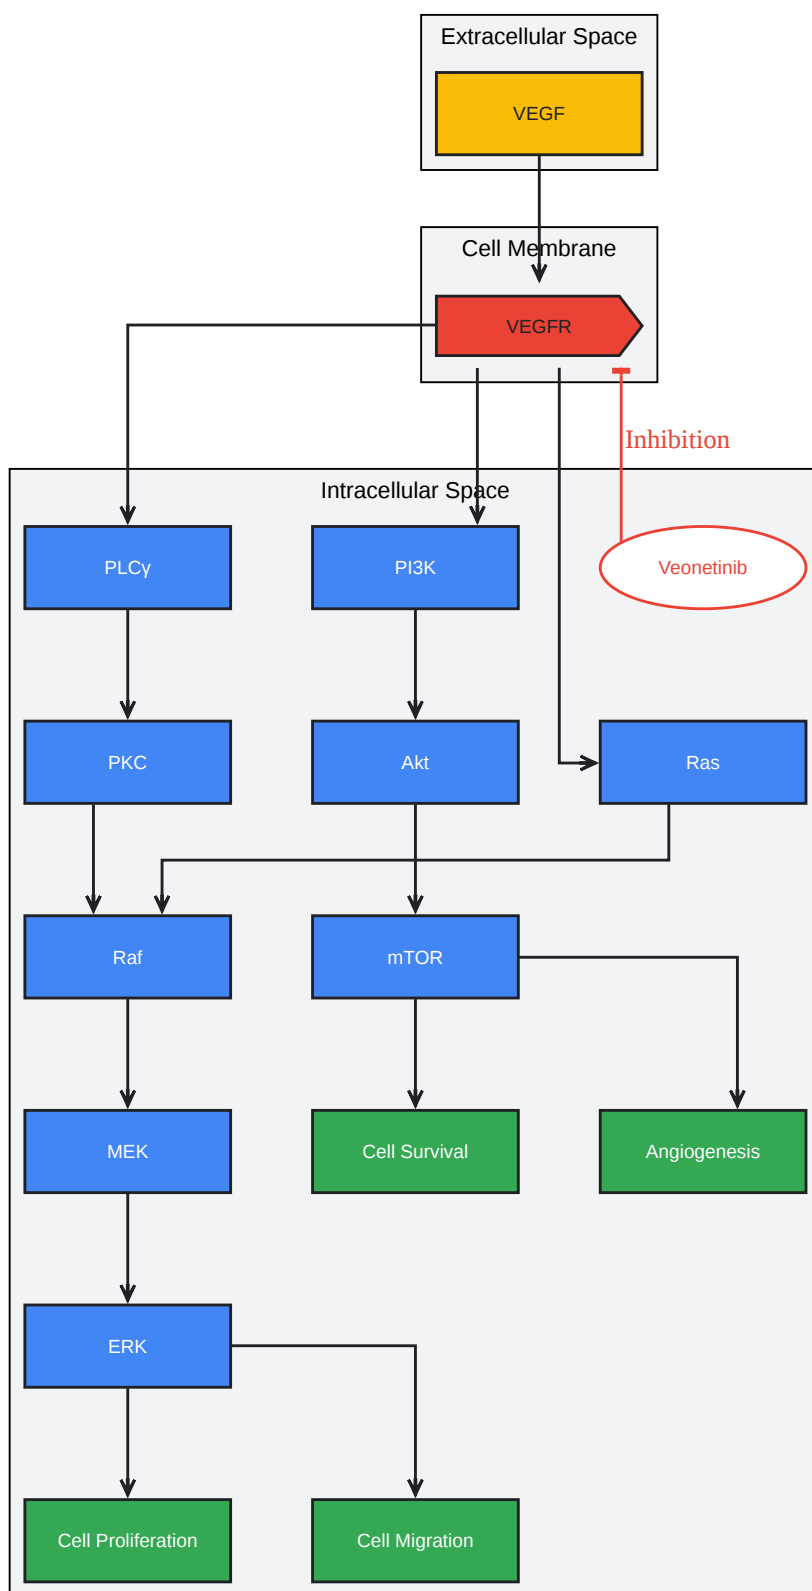 Extracellular Space
VEGF
Cell Membrane
VEGFR
Inhibition
Intracellular Space
PLCγ
PI3K
Veonetinib
PKC
Akt
Ras
Raf
mTOR
MEK
Cell Survival
Angiogenesis
ERK
Cell Proliferation
Cell Migration